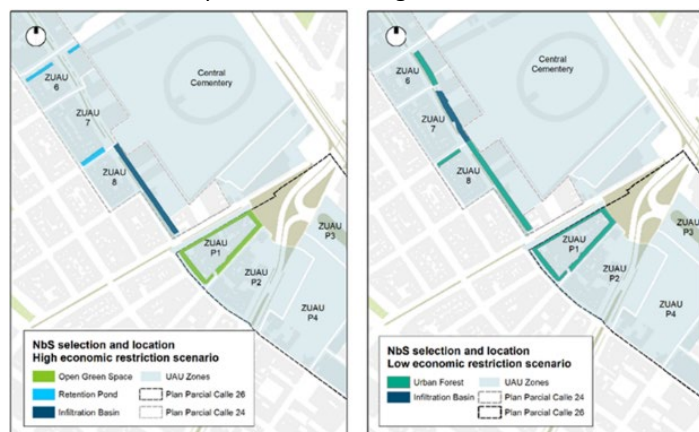 ZUAU
6
Central
Cementery
ZUAU
7
ZUAU
8
ZUAU
P1
ZUAU
P2
ZUAU
P3
ZUAU
P4
NbS selection and location
High economic restriction scenario
Open Green Space
UAU Zones
Retention Pond
Plan Parcial Calle 26
Infiltration Basin
Plan Parcial Calle 24
ZUAU
6
Central
Cementery
ZUAU
7
ZUAU
8
ZUAU
P1
ZUAU
P2
ZUAU
P3
ZUAU
P4
NbS selection and location
Low economic restriction scenario
Urban Forest
UAU Zones
Infiltration Basin
Plan Parcial Calle 24
Plan Parcial Calle 26